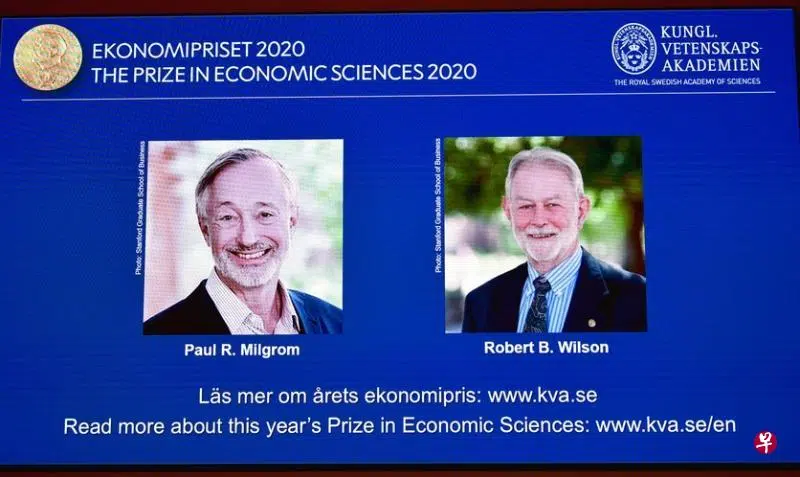 EKONOMIPRISET 2020
THE PRIZE IN ECONOMIC SCIENCES 2020
KUNGL.
VETENSKAPS-
AKADEMIEN
THE ROYAL SWEDISH ACADEMY OF SCIENCES
Photo: Stanford Graduate School of Business
Photo: Stanford Graduate School of Business
Paul R. Milgrom
Robert B. Wilson
Läs mer om årets ekonomipris: www.kva.se
Read more about this year's Prize in Economic Sciences: www.kva.se/en
早